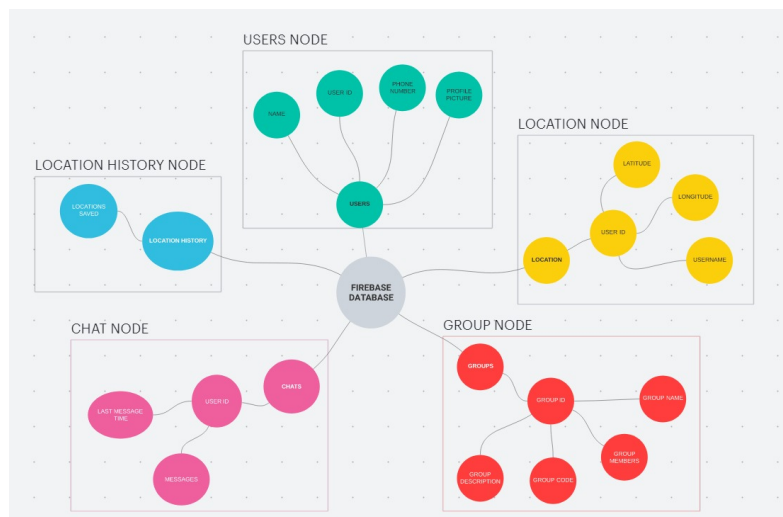 USERS NODE
NAME
USER ID
PHONE
NUMBER
PROFILE
PICTURE
USERS
LOCATION NODE
LATITUDE
LONGITUDE
USER ID
USERNAME
LOCATION
LOCATION HISTORY NODE
LOCATIONS
SAVED
LOCATION HISTORY
FIREBASE
DATABASE
CHAT NODE
CHATS
USER ID
LAST MESSAGE
TIME
MESSAGES
GROUP NODE
GROUPS
GROUP ID
GROUP NAME
GROUP
MEMBERS
GROUP CODE
GROUP
DESCRIPTION